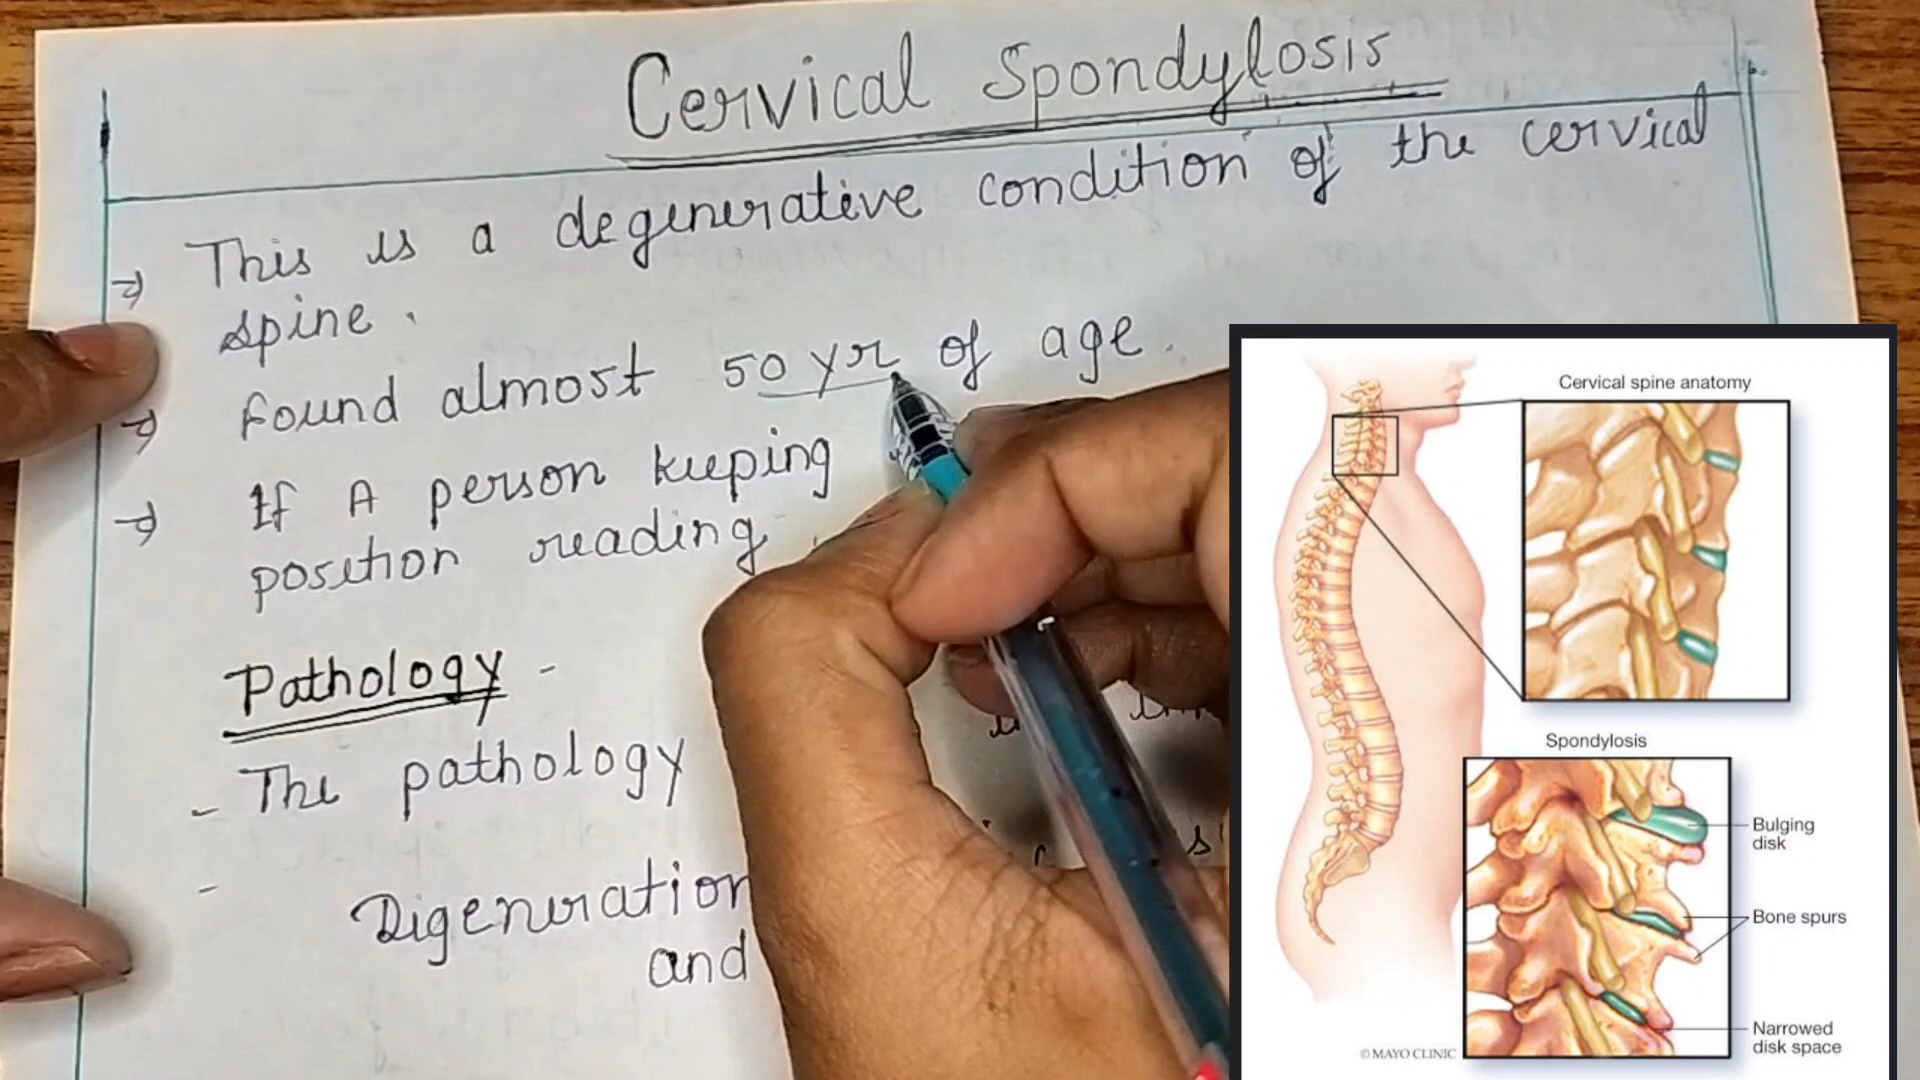 Cervical Spondylosis
→ This is a degenerative condition of the cervical
spine.
→ Found almost 50 yr of age.
→ If A person keeping
position reading
Pathology -
- The pathology
-
Digeneration
and
Cervical spine anatomy
Spondylosis
Bulging
disk
Bone spurs
Narrowed
disk space
© MAYO CLINIC